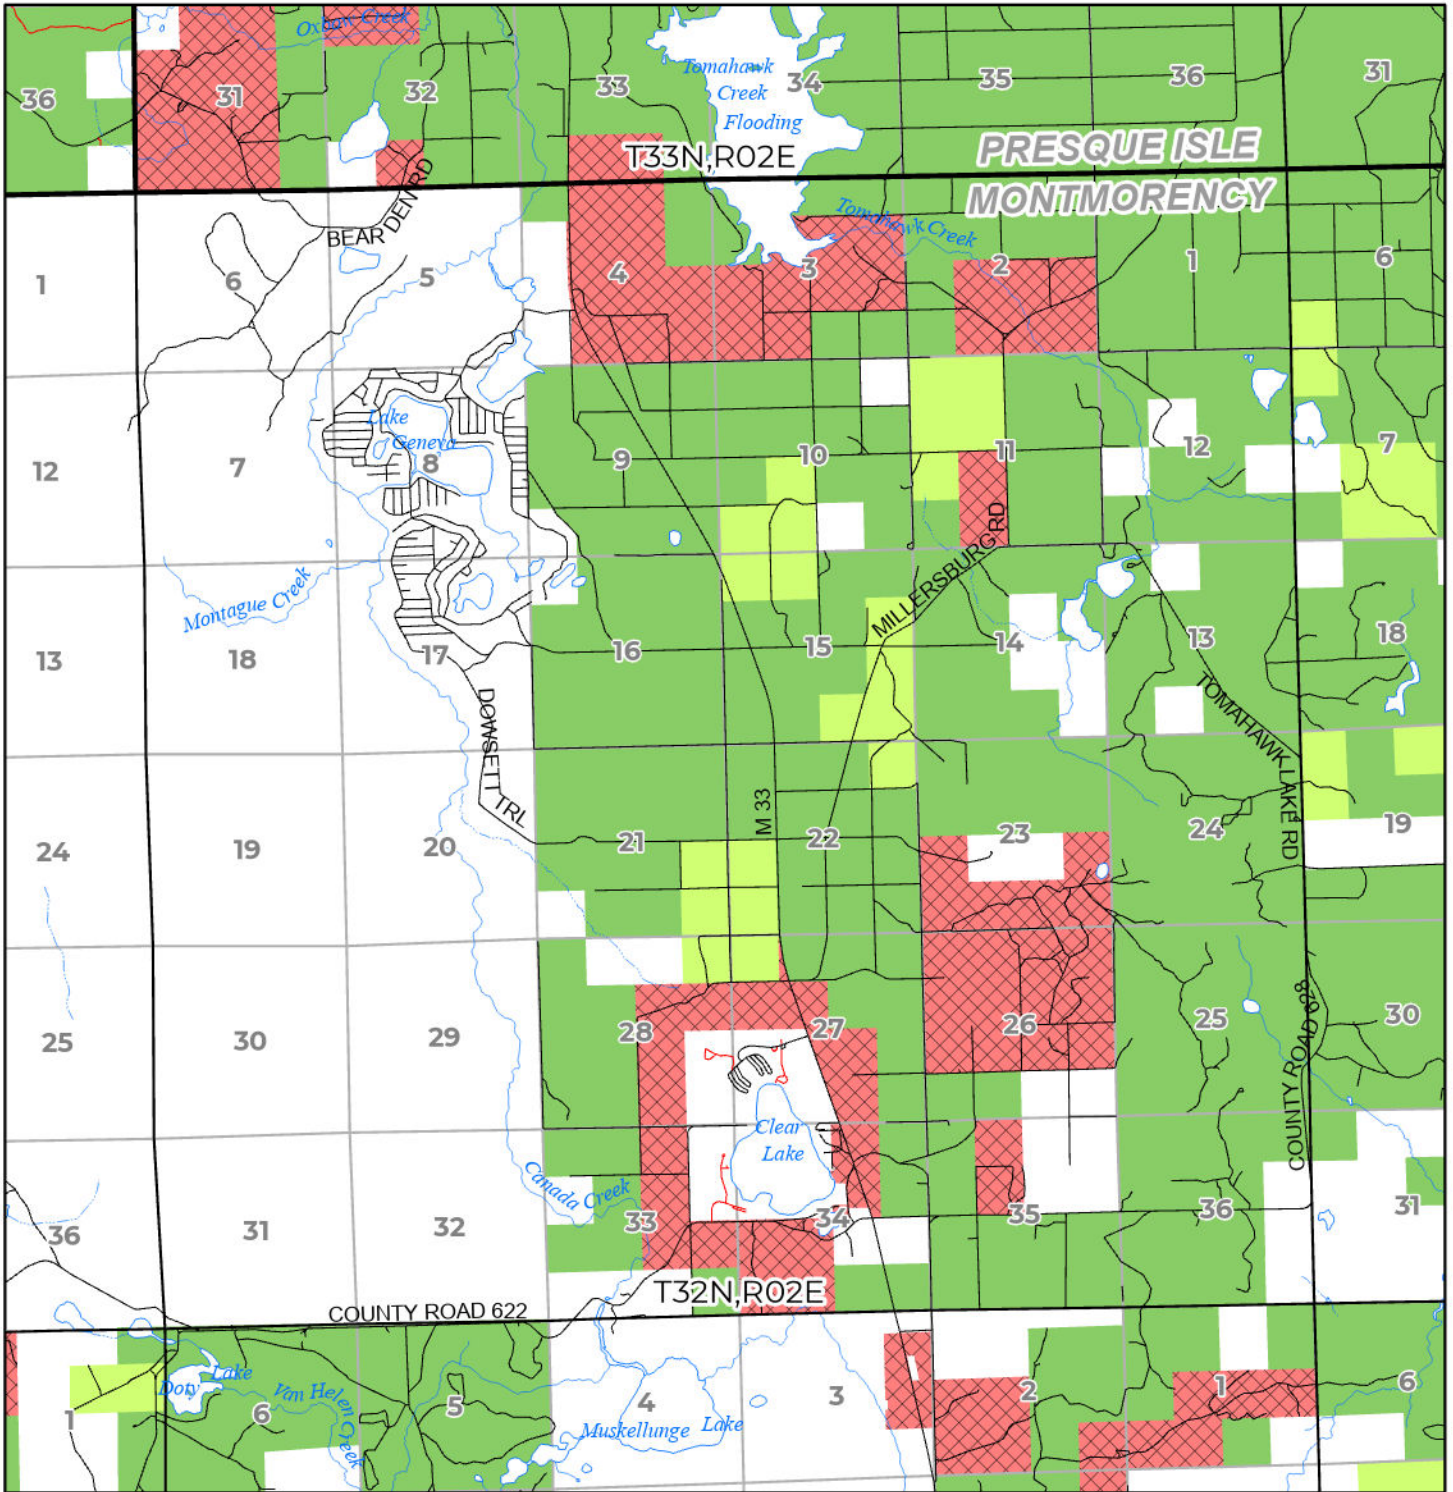 Oxbow Creek
36
31
32
33
Tomahawk
Creek
Flooding
34
35
36
31
T33N,R02E
PRESQUE ISLE
MONTMORENCY
BEAR DEN RD
Tomahawk Creek
1
6
5
4
3
2
1
6
Lake
Geneva
12
7
8
9
10
11
12
7
MILLERSBURG RD
Montague Creek
13
18
17
16
15
14
13
18
DOWSETT TRL
TOMAHAWK LAKE RD
M 33
24
19
20
21
22
23
24
19
25
30
29
28
27
26
25
30
COUNTY ROAD 628
Clear
Lake
Canada Creek
36
31
32
33
34
35
36
31
T32N,R02E
COUNTY ROAD 622
Doty Lake
Van Helen Creek
1
6
5
4
3
2
1
6
Muskellunge Lake